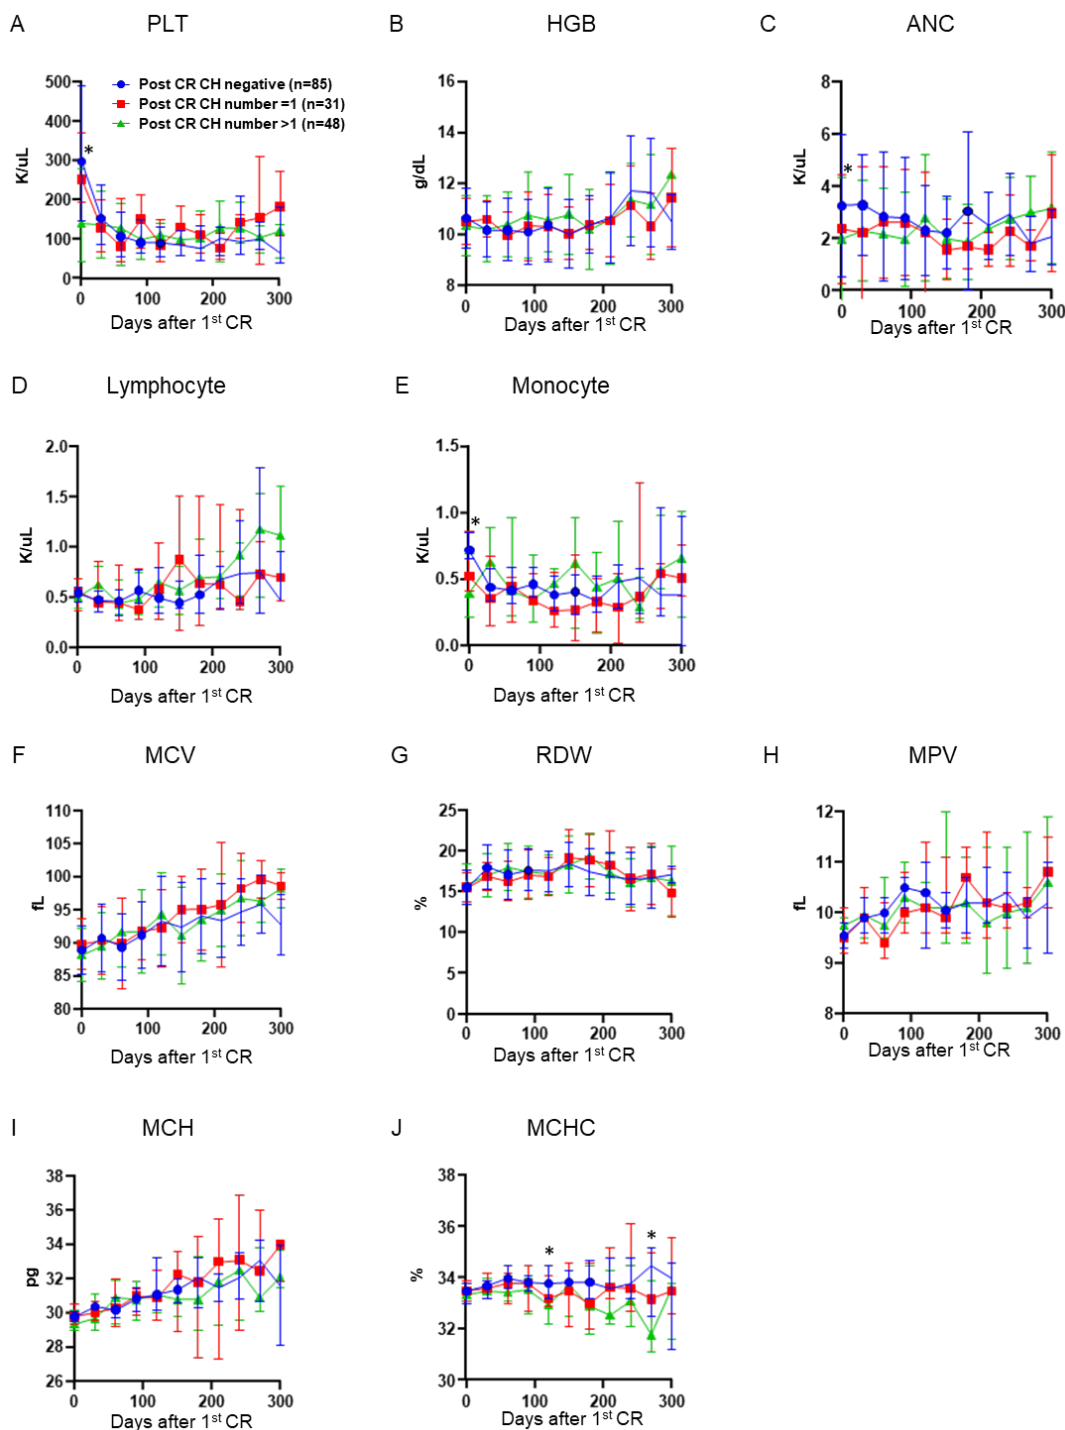 A PLT
B HGB
C ANC
500
400
300
200
100
0
K/uL
Post CR CH negative (n=85)
Post CR CH number =1 (n=31)
Post CR CH number >1 (n=48)
*
0 100 200 300
Days after 1st CR
16
14
12
10
8
g/dL
0 100 200 300
Days after 1st CR
8
6
4
2
0
K/uL
*
0 100 200 300
Days after 1st CR
D Lymphocyte
E Monocyte
2.0
1.5
1.0
0.5
0.0
K/uL
0 100 200 300
Days after 1st CR
1.5
1.0
0.5
0.0
K/uL
*
0 100 200 300
Days after 1st CR
F MCV
G RDW
H MPV
110
105
100
95
90
85
80
fL
0 100 200 300
Days after 1st CR
25
20
15
10
5
0
%
0 100 200 300
Days after 1st CR
12
11
10
9
8
fL
0 100 200 300
Days after 1st CR
I MCH
J MCHC
38
36
34
32
30
28
26
pg
0 100 200 300
Days after 1st CR
38
36
34
32
30
%
* *
0 100 200 300
Days after 1st CR